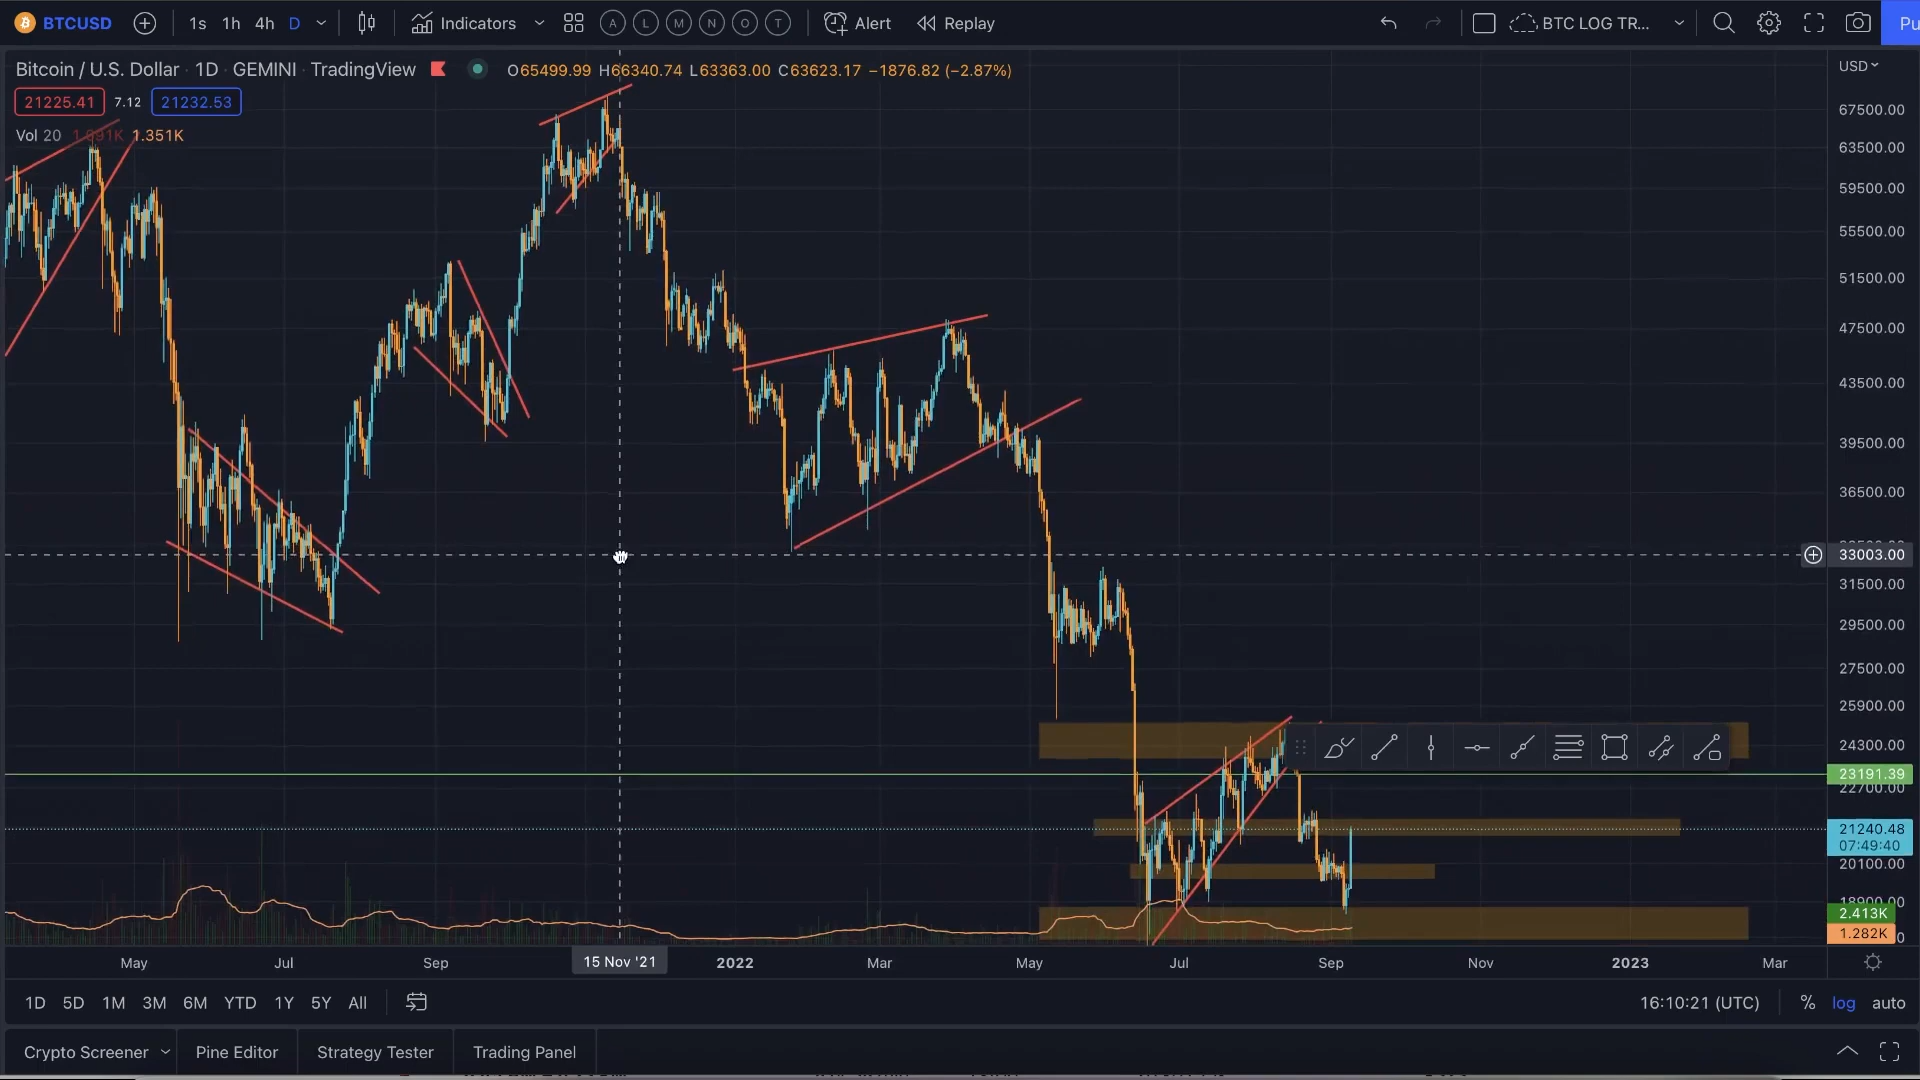 BTCUSD 1s 1h 4h D Indicators A L M N O T Alert Replay BTC LOG TR... Pu
Bitcoin / U.S. Dollar · 1D · GEMINI · TradingView O65499.99 H66340.74 L63363.00 C63623.17 −1876.82 (−2.87%)
USD
21225.41 7.12 21232.53
Vol 20 1.351K
67500.00
63500.00
59500.00
55500.00
51500.00
47500.00
43500.00
39500.00
36500.00
33003.00
31500.00
29500.00
27500.00
25900.00
24300.00
23191.39
22700.00
21240.48
07:49:40
20100.00
18900.00
2.413K
1.282K
May Jul Sep 15 Nov '21 2022 Mar May Jul Sep Nov 2023 Mar
1D 5D 1M 3M 6M YTD 1Y 5Y All 16:10:21 (UTC) % log auto
Crypto Screener Pine Editor Strategy Tester Trading Panel